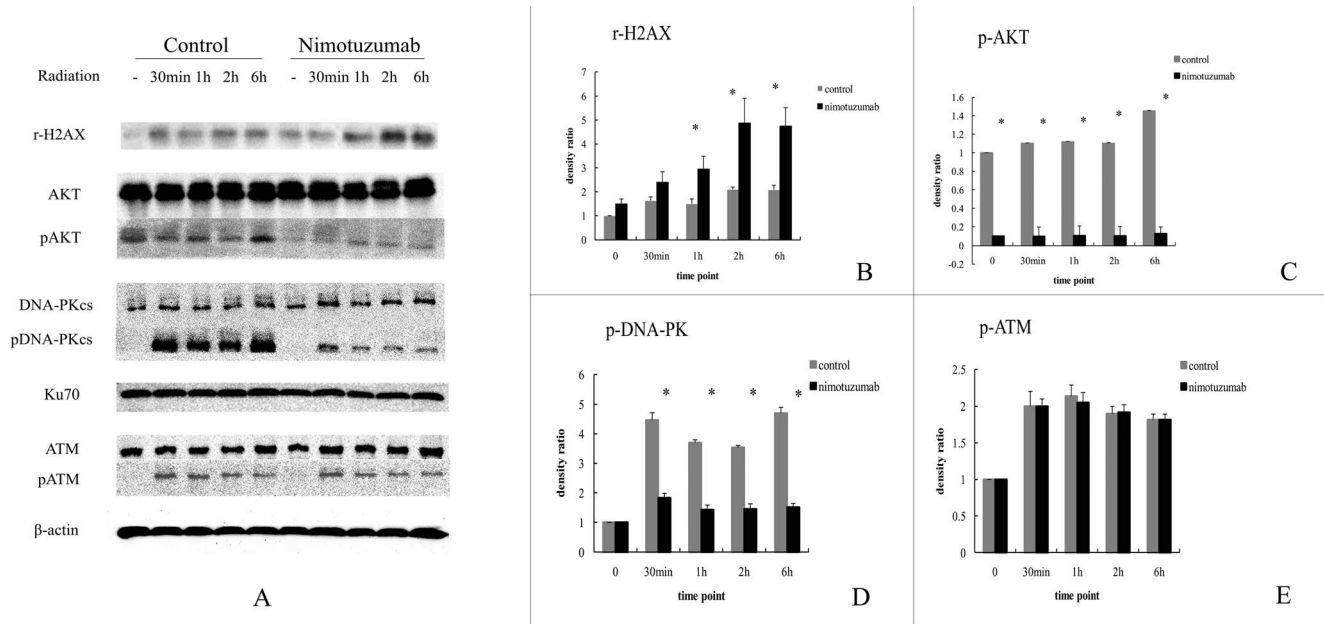 Control Nimotuzumab
Radiation - 30min 1h 2h 6h - 30min 1h 2h 6h
r-H2AX
AKT
pAKT
DNA-PKcs
pDNA-PKcs
Ku70
ATM
pATM
β-actin
A
r-H2AX
control
nimotuzumab
density ratio
7
6
5
4
3
2
1
0
* * *
0 30min 1h 2h 6h
time point
B
p-AKT
control
nimotuzumab
density ratio
1.6
1.4
1.2
1
0.8
0.6
0.4
0.2
0
-0.2
* * * * *
0 30min 1h 2h 6h
time point
C
p-DNA-PK
control
nimotuzumab
density ratio
6
5
4
3
2
1
0
* * * *
0 30min 1h 2h 6h
time point
D
p-ATM
control
nimotuzumab
density ratio
2.5
2
1.5
1
0.5
0
0 30min 1h 2h 6h
time point
E